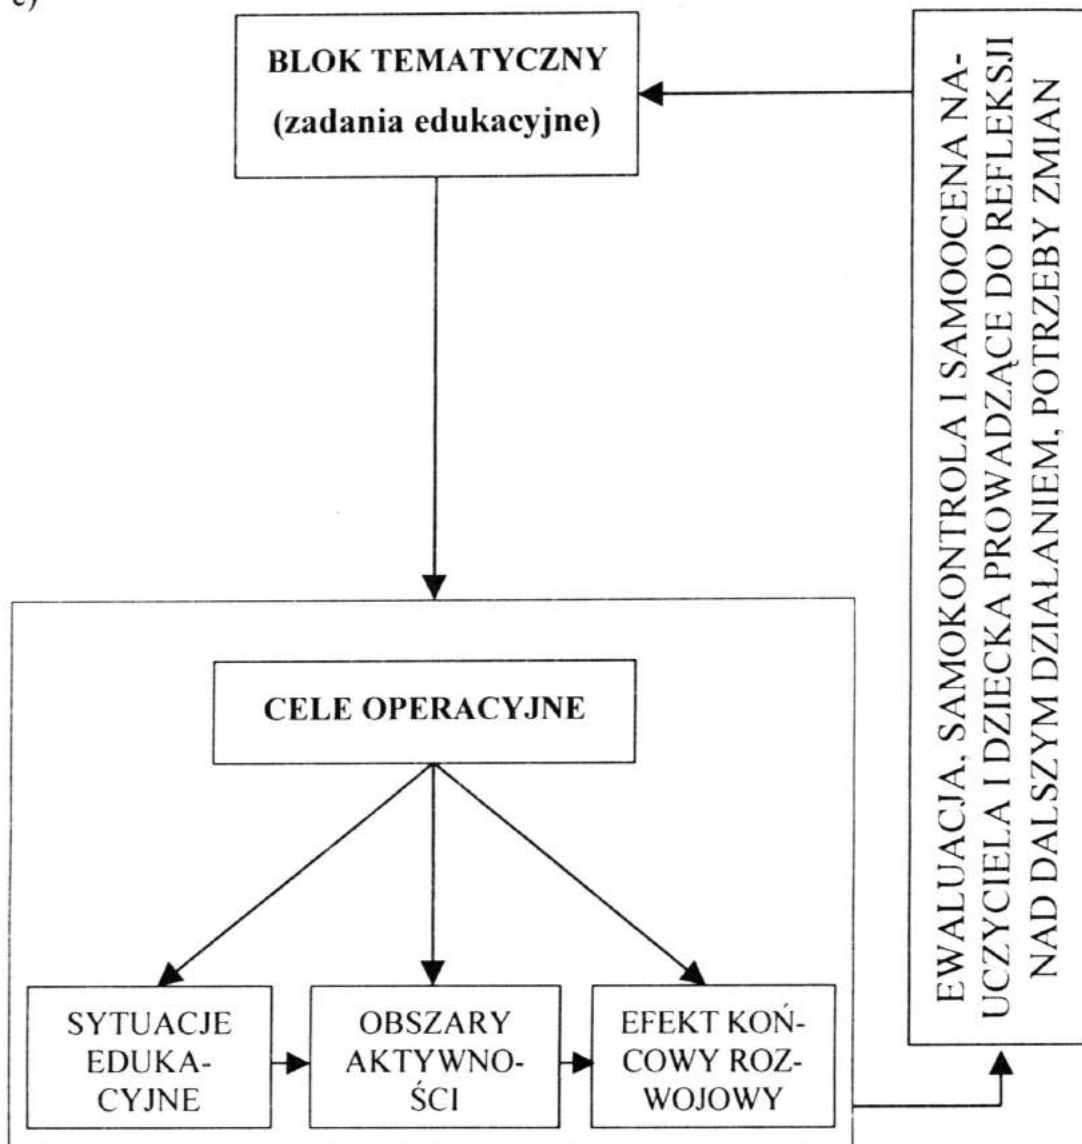 c)
BLOK TEMATYCZNY
(zadania edukacyjne)
CELE OPERACYJNE
SYTUACJE
EDUKA-
CYJNE
OBSZARY
AKTYWNO-
ŚCI
EFEKT KOŃ-
COWY ROZ-
WOJOWY
EWALUACJA, SAMOKONTROLA I SAMOOCENA NA-
UCZYCIELA I DZIECKA PROWADZĄCE DO REFLEKSJI
NAD DALSZYM DZIAŁANIEM, POTRZEBY ZMIAN